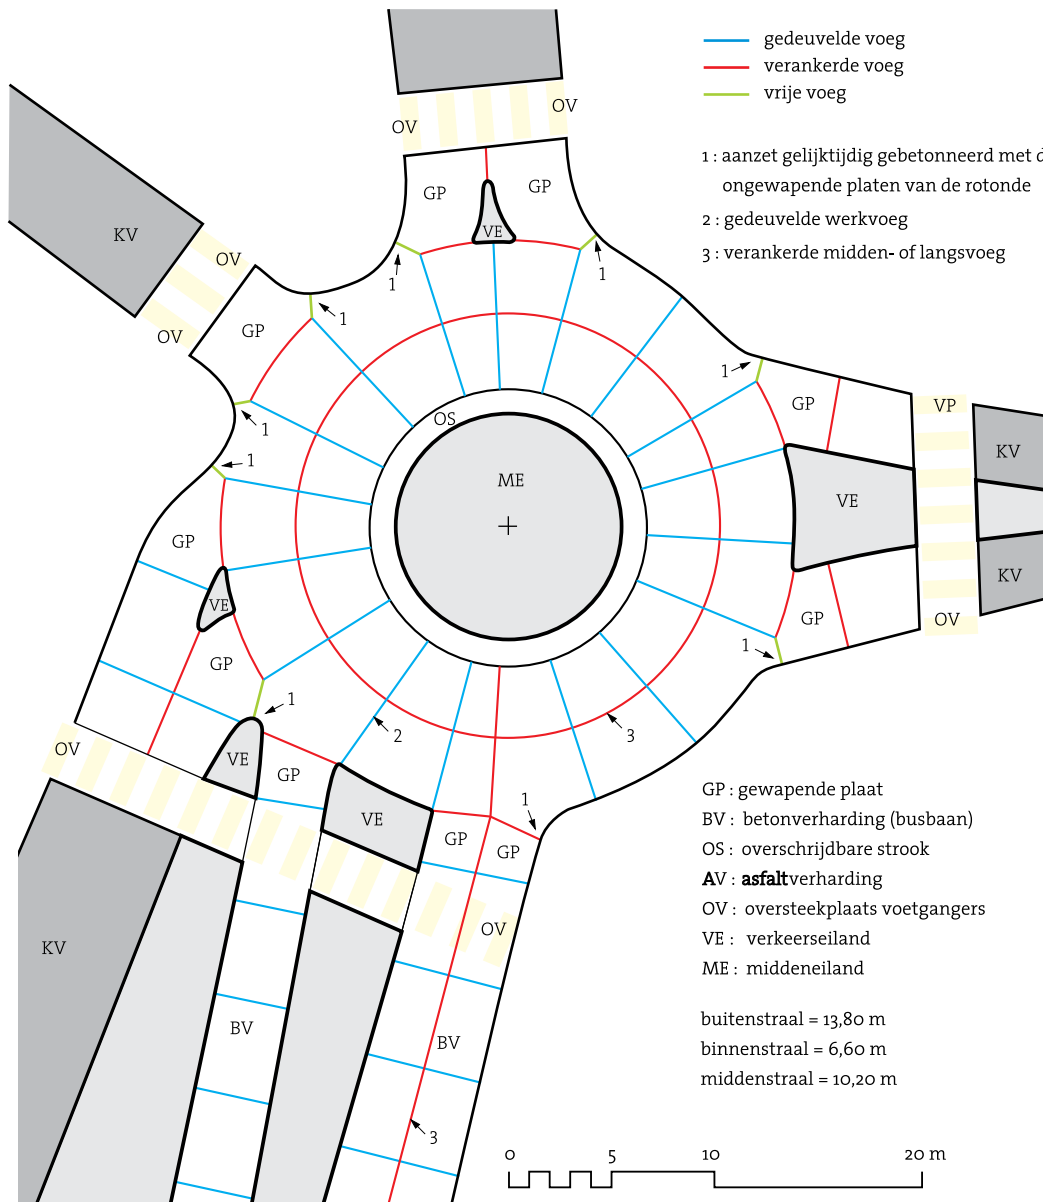 gedeuvelde voeg
verankerde voeg
vrije voeg
1 : aanzet gelijktijdig gebetonneerd met d
ongewapende platen van de rotonde
2 : gedeuvelde werkvoeg
3 : verankerde midden- of langsvoeg
OV
OV
GP
GP
VE
1
1
KV
OV
OV
GP
1
1
1
OS
ME
1
GP
VP
KV
VE
KV
GP
OV
1
GP
VE
GP
1
2
3
OV
VE
GP
VE
1
GP
GP
OV
KV
BV
BV
3
GP : gewapende plaat
BV : betonverharding (busbaan)
OS : overschrijdbare strook
AV : asfaltverharding
OV : oversteekplaats voetgangers
VE : verkeerseiland
ME : middeneiland
buitenstraal = 13,80 m
binnenstraal = 6,60 m
middenstraal = 10,20 m
0 5 10 20 m